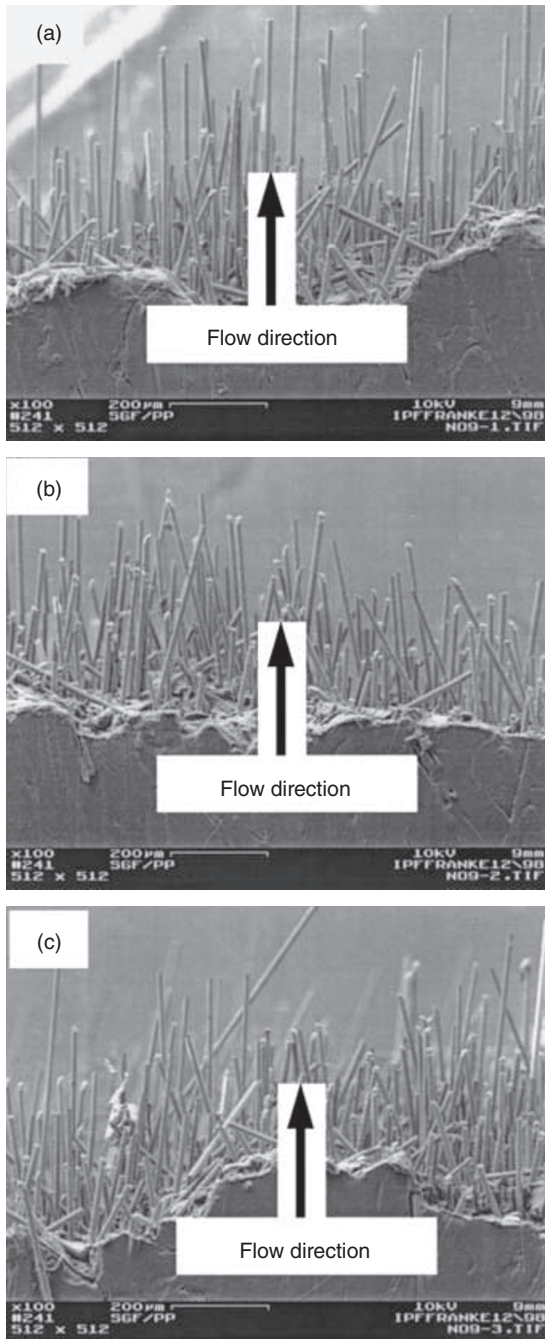 (a)
Flow direction
x100 200µm 10kV 9mm
#241 SGF/PP IPFFRANKE12\98
512 x 512 N09-1.TIF
(b)
Flow direction
x100 200µm 10kV 9mm
#241 SGF/PP IPFFRANKE12\98
512 x 512 N09-2.TIF
(c)
Flow direction
x100 200µm 10kV 9mm
#241 SGF/PP IPFFRANKE12\98
512 x 512 N09-3.TIF